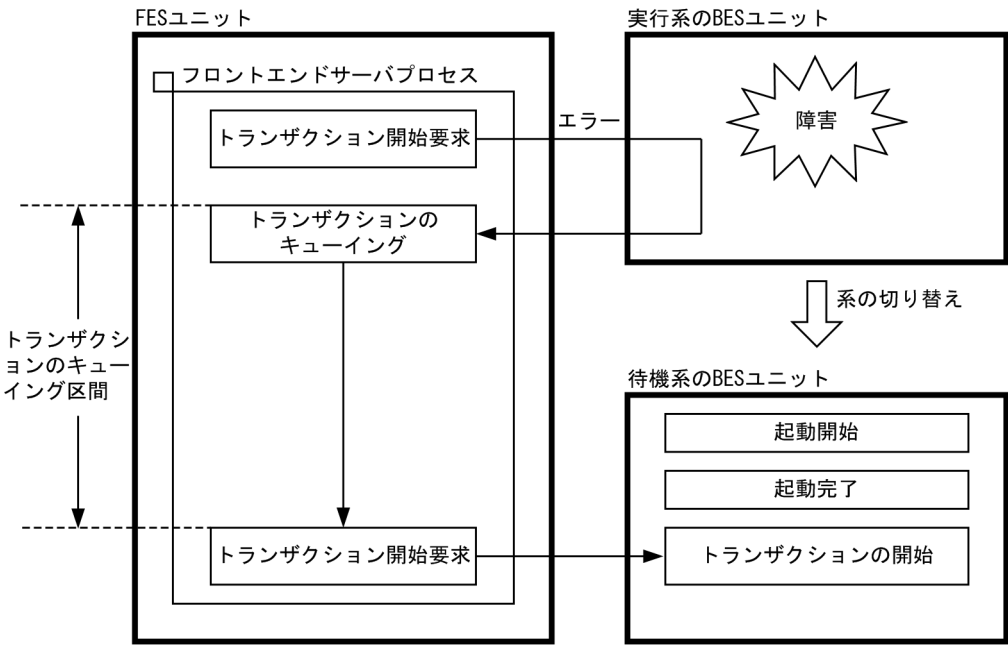 FESユニット
フロントエンドサーバプロセス
トランザクション開始要求
エラー
トランザクションの
キューイング
トランザクシ
ョンのキュー
イング区間
トランザクション開始要求
実行系のBESユニット
障害
系の切り替え
待機系のBESユニット
起動開始
起動完了
トランザクションの開始